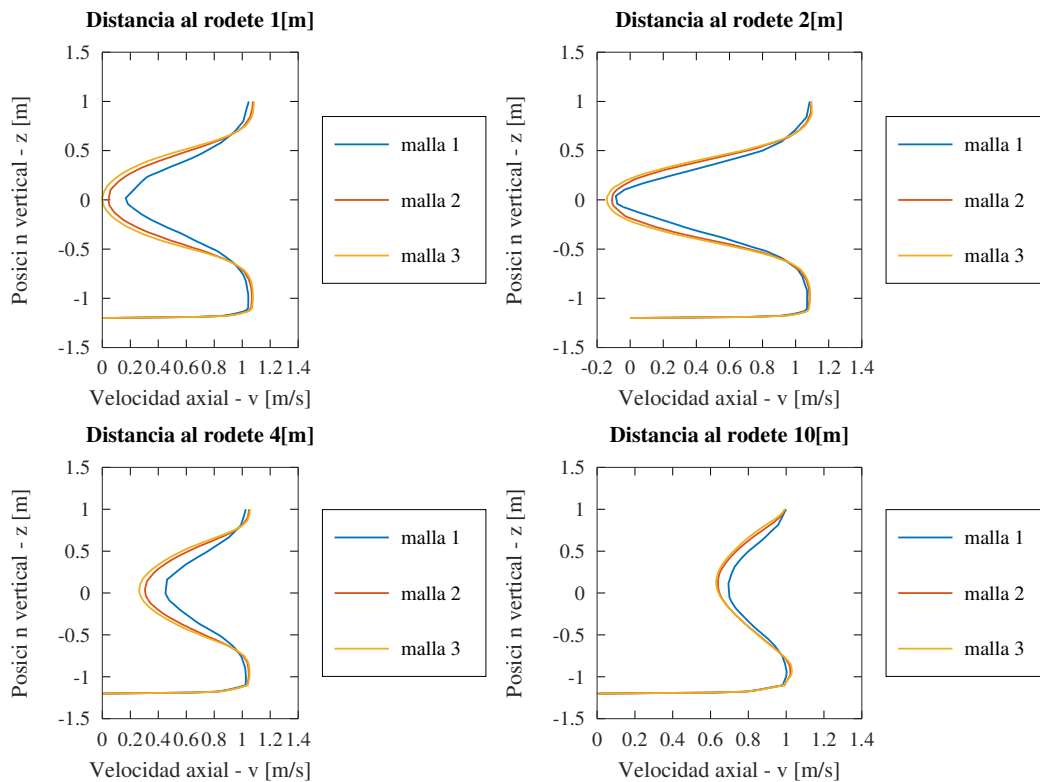 Distancia al rodete 1[m]
1.5
1
0.5
0
-0.5
-1
-1.5
Posici n vertical - z [m]
0 0.2 0.4 0.6 0.8 1 1.2 1.4
Velocidad axial - v [m/s]
malla 1
malla 2
malla 3
Distancia al rodete 2[m]
1.5
1
0.5
0
-0.5
-1
-1.5
Posici n vertical - z [m]
-0.2 0 0.2 0.4 0.6 0.8 1 1.2 1.4
Velocidad axial - v [m/s]
malla 1
malla 2
malla 3
Distancia al rodete 4[m]
1.5
1
0.5
0
-0.5
-1
-1.5
Posici n vertical - z [m]
0 0.2 0.4 0.6 0.8 1 1.2 1.4
Velocidad axial - v [m/s]
malla 1
malla 2
malla 3
Distancia al rodete 10[m]
1.5
1
0.5
0
-0.5
-1
-1.5
Posici n vertical - z [m]
0 0.2 0.4 0.6 0.8 1 1.2 1.4
Velocidad axial - v [m/s]
malla 1
malla 2
malla 3